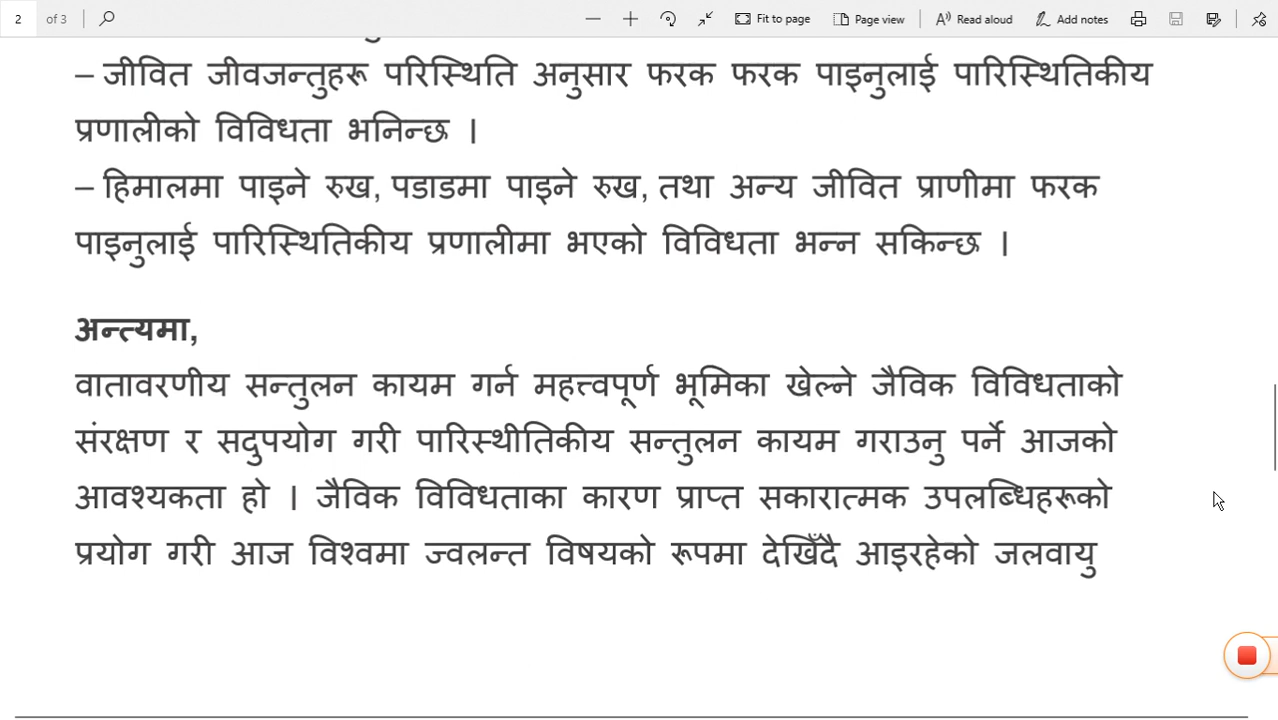 2 of 3 Fit to page Page view Read aloud Add notes
– जीवित जीवजन्तुहरू परिस्थिति अनुसार फरक फरक पाइनुलाई पारिस्थितिकीय
प्रणालीको विविधता भनिन्छ ।
– हिमालमा पाइने रुख, पडाडमा पाइने रुख, तथा अन्य जीवित प्राणीमा फरक
पाइनुलाई पारिस्थितिकीय प्रणालीमा भएको विविधता भन्न सकिन्छ ।
अन्त्यमा,
वातावरणीय सन्तुलन कायम गर्न महत्त्वपूर्ण भूमिका खेल्ने जैविक विविधताको
संरक्षण र सदुपयोग गरी पारिस्थीतिकीय सन्तुलन कायम गराउनु पर्ने आजको
आवश्यकता हो । जैविक विविधताका कारण प्राप्त सकारात्मक उपलब्धिहरूको
प्रयोग गरी आज विश्वमा ज्वलन्त विषयको रूपमा देखिँदै आइरहेको जलवायु